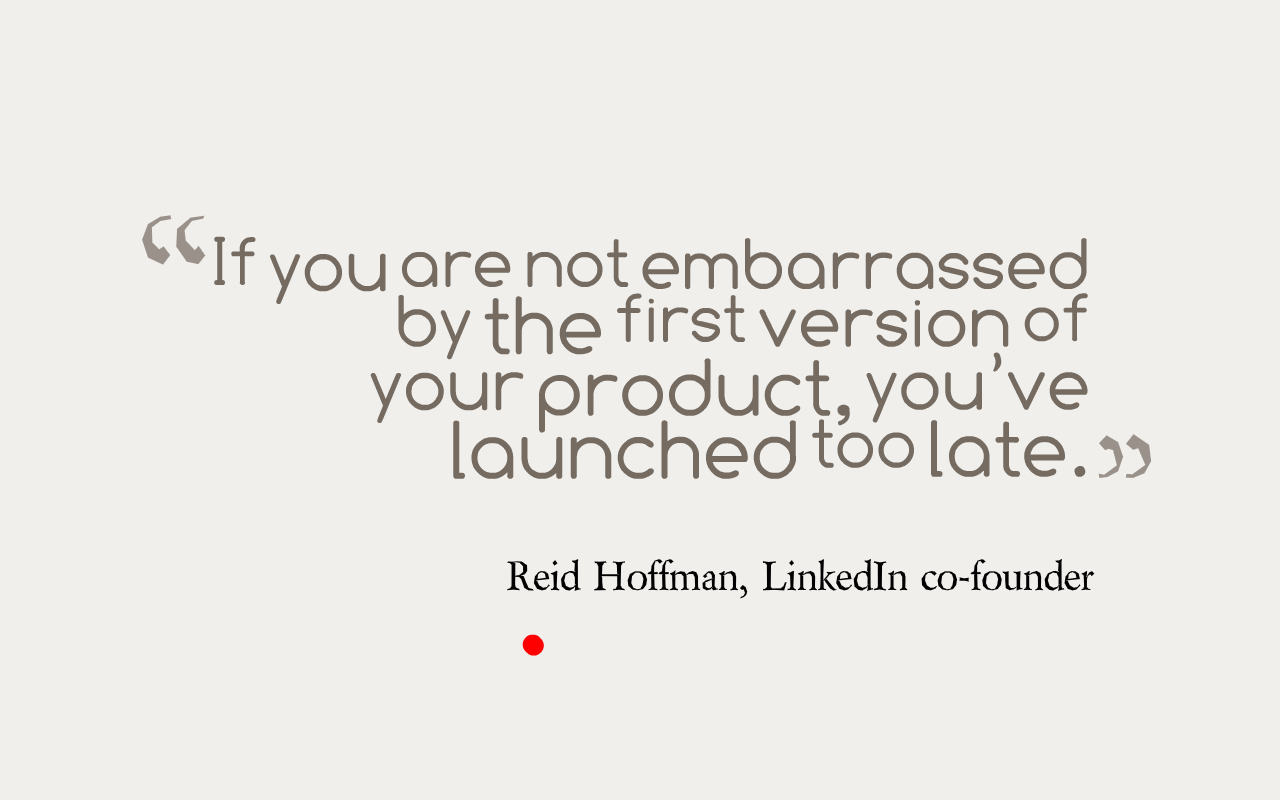 “If you are not embarrassed
by the first version of
your product, you’ve
launched too late.”
Reid Hoffman, LinkedIn co-founder